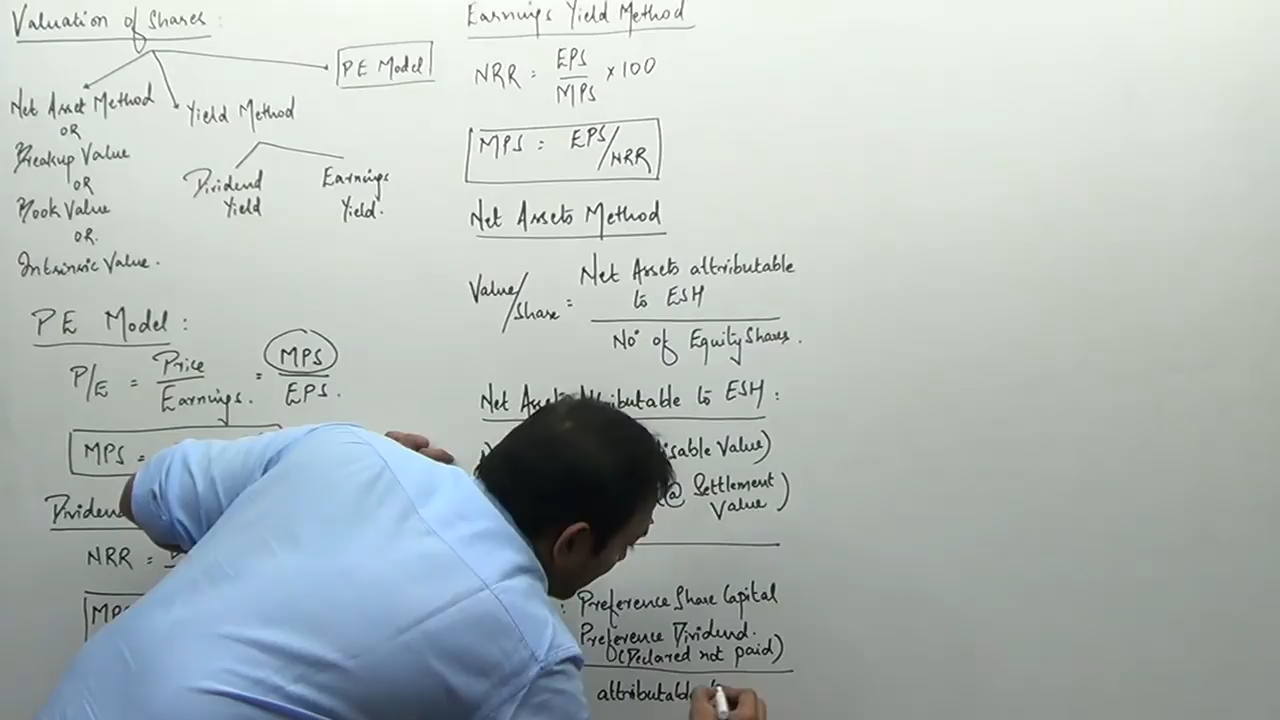 Valuation of Shares :
PE Model
Net Asset Method
OR
Breakup Value
OR
Book Value
OR.
Intrinsic Value.
Yield Method
Dividend
Yield
Earnings
Yield.
PE Model :
P/E = Price / Earnings. = MPS / EPS.
MPS =
NRR =
Earnings Yield Method
NRR = EPS / MPS × 100
MPS = EPS/NRR
Net Assets Method
Value/Share = Net Assets attributable
to ESH
No of Equity Shares.
to ESH :
Value)
@ Settlement
Value )
: Preference Share Capital
Preference Dividend.
(Declared not paid)
attributable